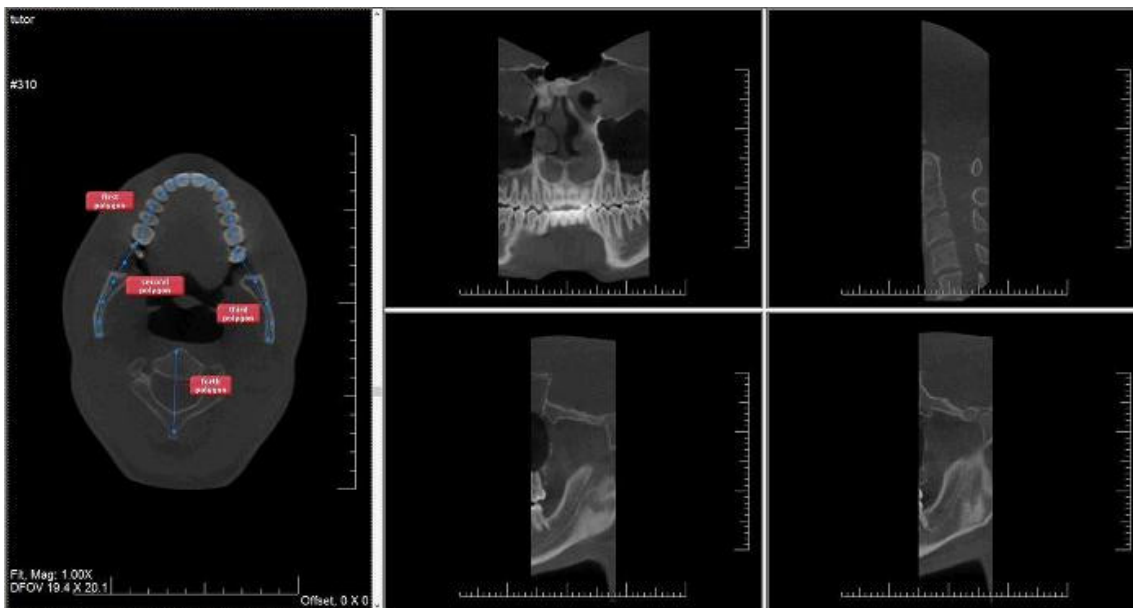 tutor
#310
first
polygon
second
polygon
third
polygon
forth
polygon
Fit, Mag: 1.00X
DFOV 19.4 X 20.1
Offset, 0 X 0